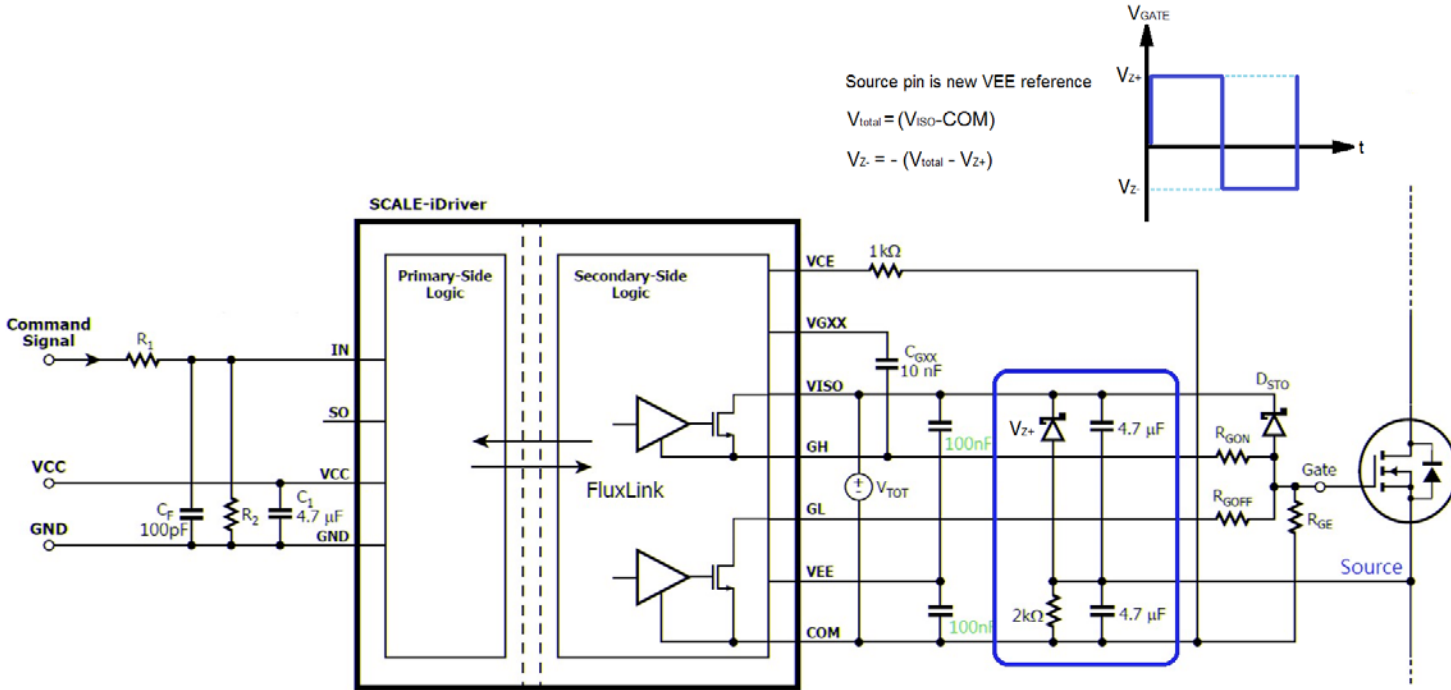 VGATE
VZ+
t
VZ-
Source pin is new VEE reference
Vtotal = (VISO-COM)
VZ- = - (Vtotal - VZ+)
SCALE-iDriver
Primary-Side
Logic
Secondary-Side
Logic
VCE
1kΩ
VGXX
CGXX
10 nF
Command
Signal
R1
IN
VISO
DSTO
SO
VZ+
4.7 µF
100nF
GH
RGON
Gate
VCC
VCC
FluxLink
VTOT
RGOFF
GL
CF
100pF
R2
C1
4.7 µF
RGE
GND
GND
VEE
Source
2kΩ
4.7 µF
100nF
COM